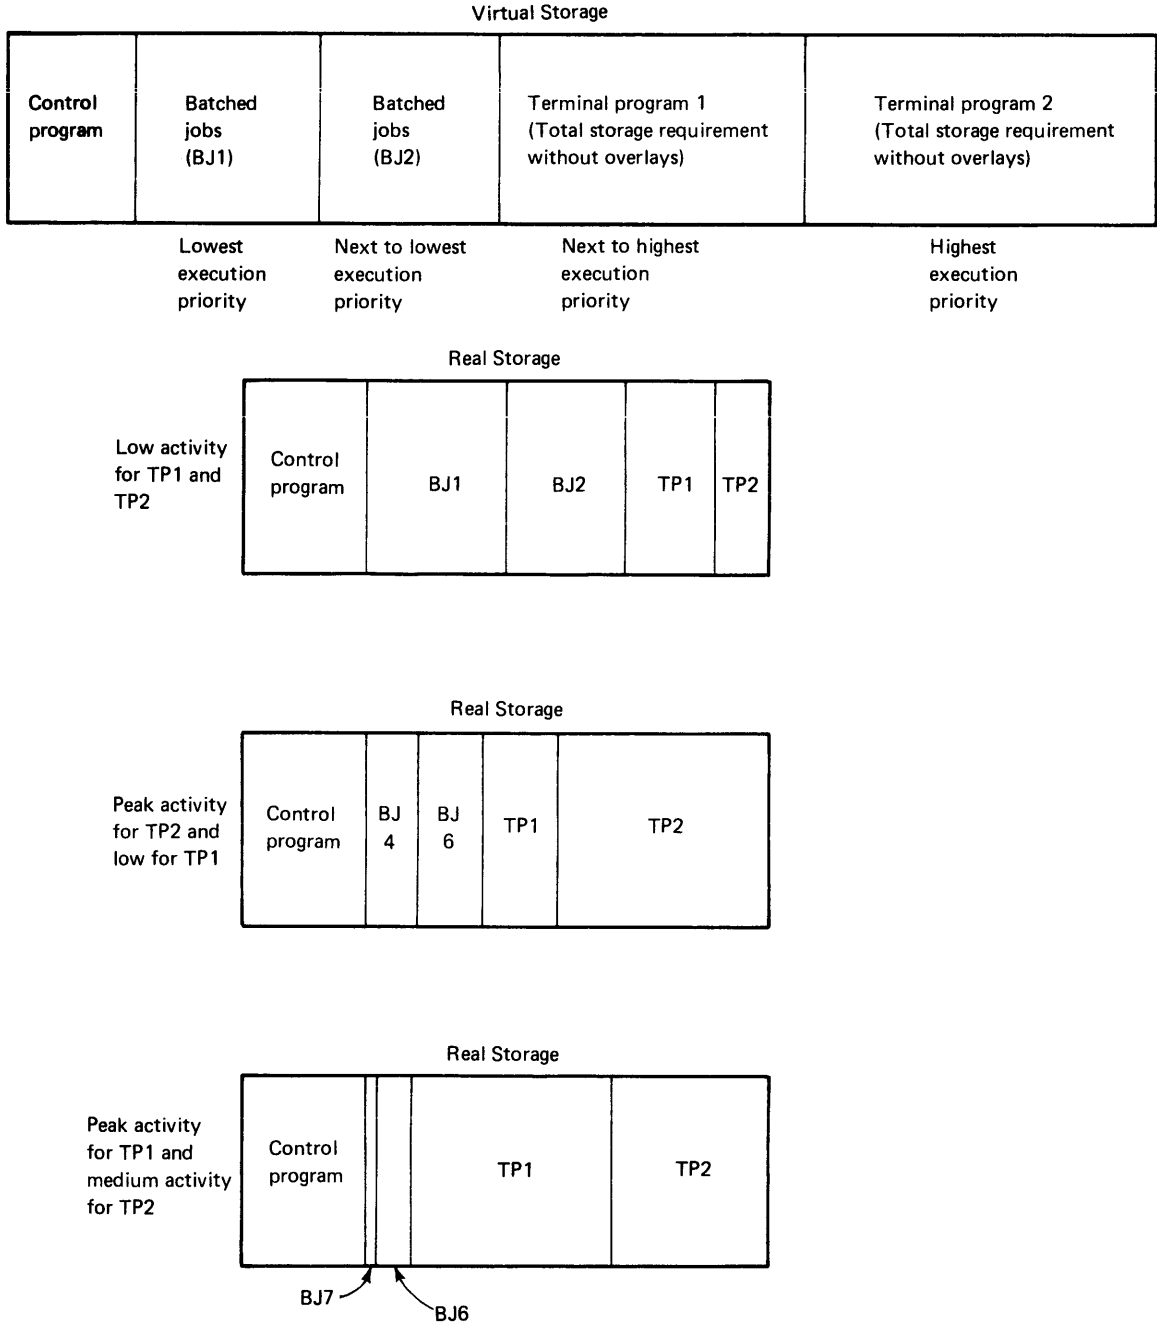 Virtual Storage
Control
program
Batched
jobs
(BJ1)
Batched
jobs
(BJ2)
Terminal program 1
(Total storage requirement
without overlays)
Terminal program 2
(Total storage requirement
without overlays)
Lowest
execution
priority
Next to lowest
execution
priority
Next to highest
execution
priority
Highest
execution
priority
Real Storage
Low activity
for TP1 and
TP2
Control
program
BJ1
BJ2
TP1
TP2
Real Storage
Peak activity
for TP2 and
low for TP1
Control
program
BJ
4
BJ
6
TP1
TP2
Real Storage
Peak activity
for TP1 and
medium activity
for TP2
Control
program
TP1
TP2
BJ7
BJ6